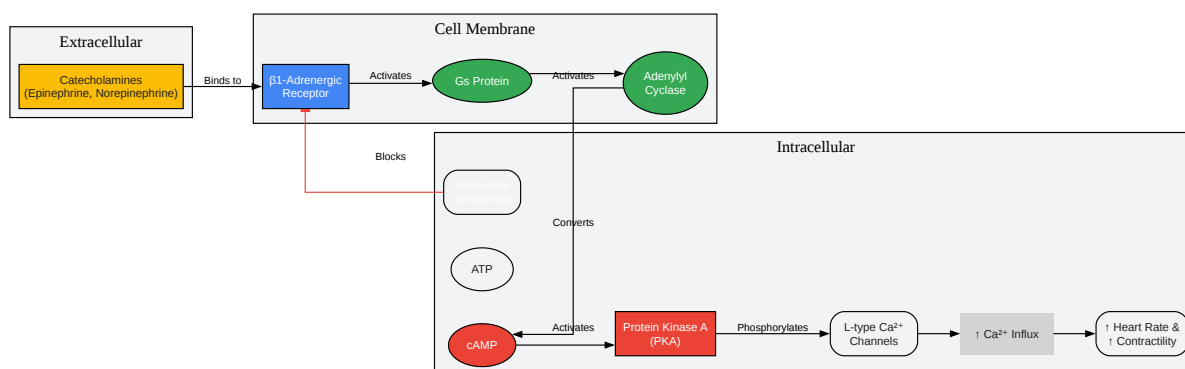 Extracellular
Catecholamines
(Epinephrine, Norepinephrine)
Binds to
Cell Membrane
β1-Adrenergic
Receptor
Activates
Gs Protein
Activates
Adenylyl
Cyclase
Blocks
Intracellular
(Antagonist)
Converts
ATP
cAMP
Activates
Protein Kinase A
(PKA)
Phosphorylates
L-type Ca²⁺
Channels
↑ Ca²⁺ Influx
↑ Heart Rate &
↑ Contractility